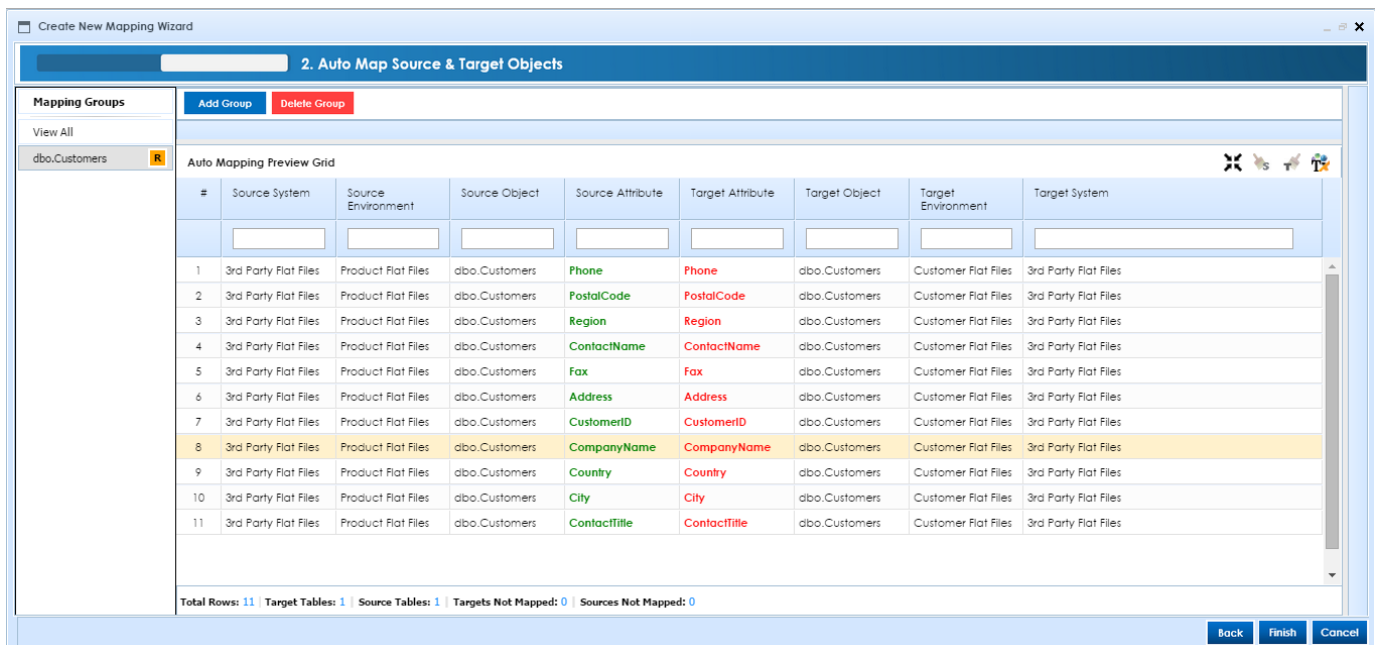 Create New Mapping Wizard
2. Auto Map Source & Target Objects
Mapping Groups
Add Group Delete Group
View All
dbo.Customers R
Auto Mapping Preview Grid
S T T
# Source System Source Environment Source Object Source Attribute Target Attribute Target Object Target Environment Target System
1 3rd Party Flat Files Product Flat Files dbo.Customers Phone Phone dbo.Customers Customer Flat Files 3rd Party Flat Files
2 3rd Party Flat Files Product Flat Files dbo.Customers PostalCode PostalCode dbo.Customers Customer Flat Files 3rd Party Flat Files
3 3rd Party Flat Files Product Flat Files dbo.Customers Region Region dbo.Customers Customer Flat Files 3rd Party Flat Files
4 3rd Party Flat Files Product Flat Files dbo.Customers ContactName ContactName dbo.Customers Customer Flat Files 3rd Party Flat Files
5 3rd Party Flat Files Product Flat Files dbo.Customers Fax Fax dbo.Customers Customer Flat Files 3rd Party Flat Files
6 3rd Party Flat Files Product Flat Files dbo.Customers Address Address dbo.Customers Customer Flat Files 3rd Party Flat Files
7 3rd Party Flat Files Product Flat Files dbo.Customers CustomerID CustomerID dbo.Customers Customer Flat Files 3rd Party Flat Files
8 3rd Party Flat Files Product Flat Files dbo.Customers CompanyName CompanyName dbo.Customers Customer Flat Files 3rd Party Flat Files
9 3rd Party Flat Files Product Flat Files dbo.Customers Country Country dbo.Customers Customer Flat Files 3rd Party Flat Files
10 3rd Party Flat Files Product Flat Files dbo.Customers City City dbo.Customers Customer Flat Files 3rd Party Flat Files
11 3rd Party Flat Files Product Flat Files dbo.Customers ContactTitle ContactTitle dbo.Customers Customer Flat Files 3rd Party Flat Files
Total Rows: 11 | Target Tables: 1 | Source Tables: 1 | Targets Not Mapped: 0 | Sources Not Mapped: 0
Back Finish Cancel